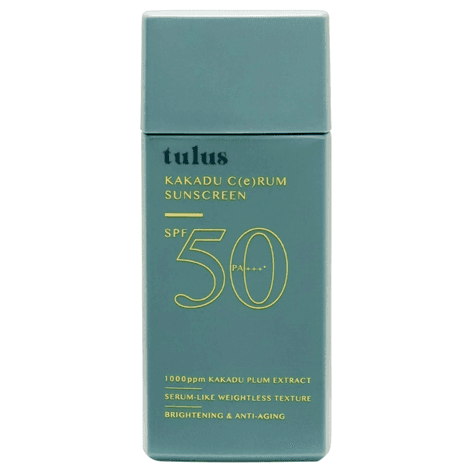 tulus
KAKADU C(e)RUM
SUNSCREEN
SPF
50
PA+++
1000ppm KAKADU PLUM EXTRACT
SERUM-LIKE WEIGHTLESS TEXTURE
BRIGHTENING & ANTI-AGING